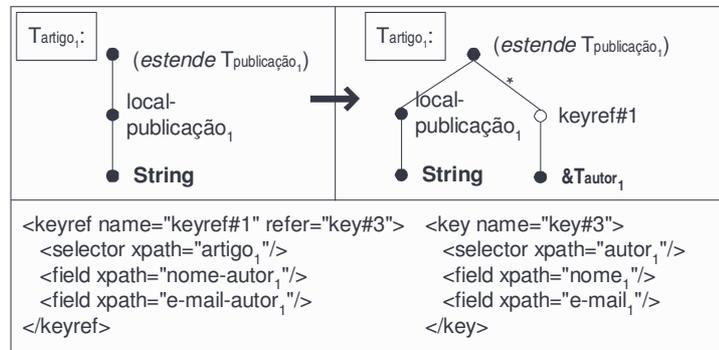 Tartigo₁:
(estende Tpublicação₁)
local-
publicação₁
String
Tartigo₁:
(estende Tpublicação₁)
*
local-
publicação₁
keyref#1
String
&Tautor₁
<keyref name="keyref#1" refer="key#3">
<selector xpath="artigo₁"/>
<field xpath="nome-autor₁"/>
<field xpath="e-mail-autor₁"/>
</keyref>
<key name="key#3">
<selector xpath="autor₁"/>
<field xpath="nome₁"/>
<field xpath="e-mail₁"/>
</key>